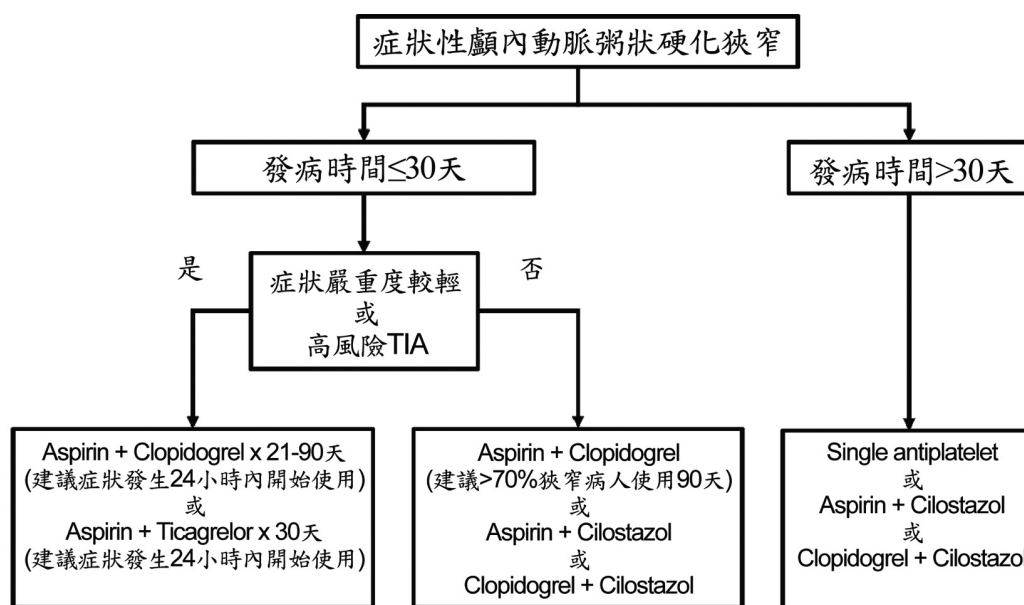 症狀性顱內動脈粥狀硬化狹窄
發病時間≤30天
發病時間>30天
是
否
症狀嚴重度較輕
或
高風險TIA
Aspirin + Clopidogrel x 21-90天
(建議症狀發生24小時內開始使用)
或
Aspirin + Ticagrelor x 30天
(建議症狀發生24小時內開始使用)
Aspirin + Clopidogrel
(建議>70%狹窄病人使用90天)
或
Aspirin + Cilostazol
或
Clopidogrel + Cilostazol
Single antiplatelet
或
Aspirin + Cilostazol
或
Clopidogrel + Cilostazol